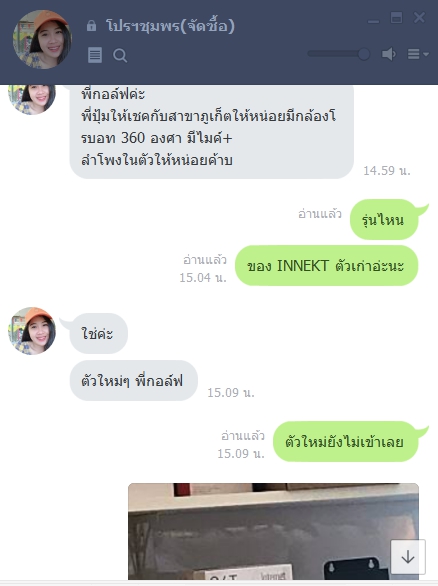 โปรฯชุมพร(จัดซื้อ)
พี่กอล์ฟค่ะ
พี่ปุ้มให้เชคกับสาขาภูเก็ตให้หน่อยมีกล้องโ
รบอท 360 องศา มีไมค์+
ลำโพงในตัวให้หน่อยค้าบ
14.59 น.
อ่านแล้ว
รุ่นไหน
อ่านแล้ว
15.04 น.
ของ INNEKT ตัวเก่าอ่ะนะ
ใช่ค่ะ
ตัวใหม่ๆ พี่กอล์ฟ
15.09 น.
อ่านแล้ว
15.09 น.
ตัวใหม่ยังไม่เข้าเลย
Internet